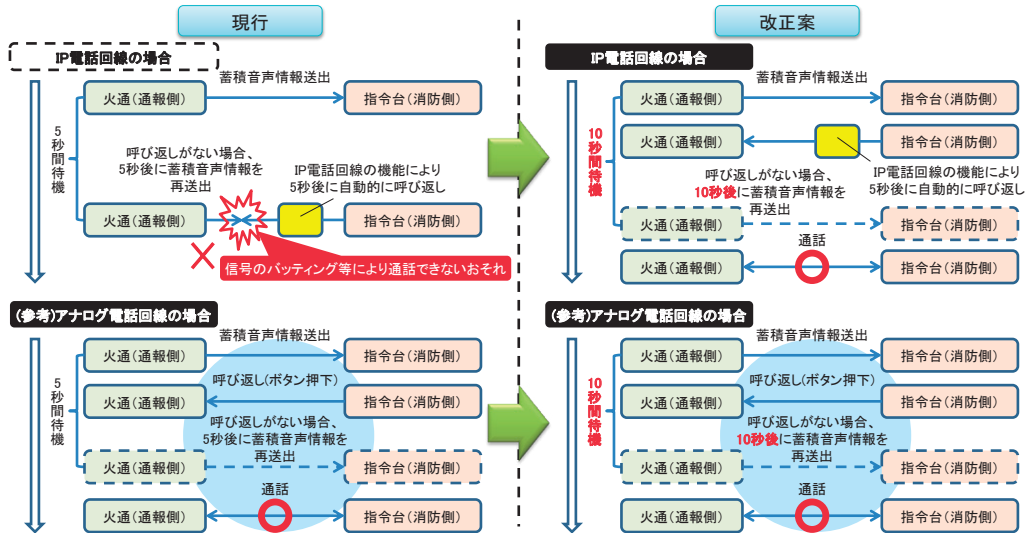 現行
IP電話回線の場合
蓄積音声情報送出
火通(通報側)
指令台(消防側)
5秒間待機
呼び返しがない場合、
5秒後に蓄積音声情報を
再送出
IP電話回線の機能により
5秒後に自動的に呼び返し
火通(通報側)
指令台(消防側)
信号のバッティング等により通話できないおそれ
(参考)アナログ電話回線の場合
蓄積音声情報送出
火通(通報側)
指令台(消防側)
5秒間待機
呼び返し(ボタン押下)
火通(通報側)
指令台(消防側)
呼び返しがない場合、
5秒後に蓄積音声情報を
再送出
火通(通報側)
指令台(消防側)
通話
火通(通報側)
指令台(消防側)
改正案
IP電話回線の場合
蓄積音声情報送出
火通(通報側)
指令台(消防側)
10秒間待機
火通(通報側)
指令台(消防側)
呼び返しがない場合、
10秒後に蓄積音声情報を
再送出
IP電話回線の機能により
5秒後に自動的に呼び返し
火通(通報側)
指令台(消防側)
通話
火通(通報側)
指令台(消防側)
(参考)アナログ電話回線の場合
蓄積音声情報送出
火通(通報側)
指令台(消防側)
10秒間待機
呼び返し(ボタン押下)
火通(通報側)
指令台(消防側)
呼び返しがない場合、
10秒後に蓄積音声情報を
再送出
火通(通報側)
指令台(消防側)
通話
火通(通報側)
指令台(消防側)